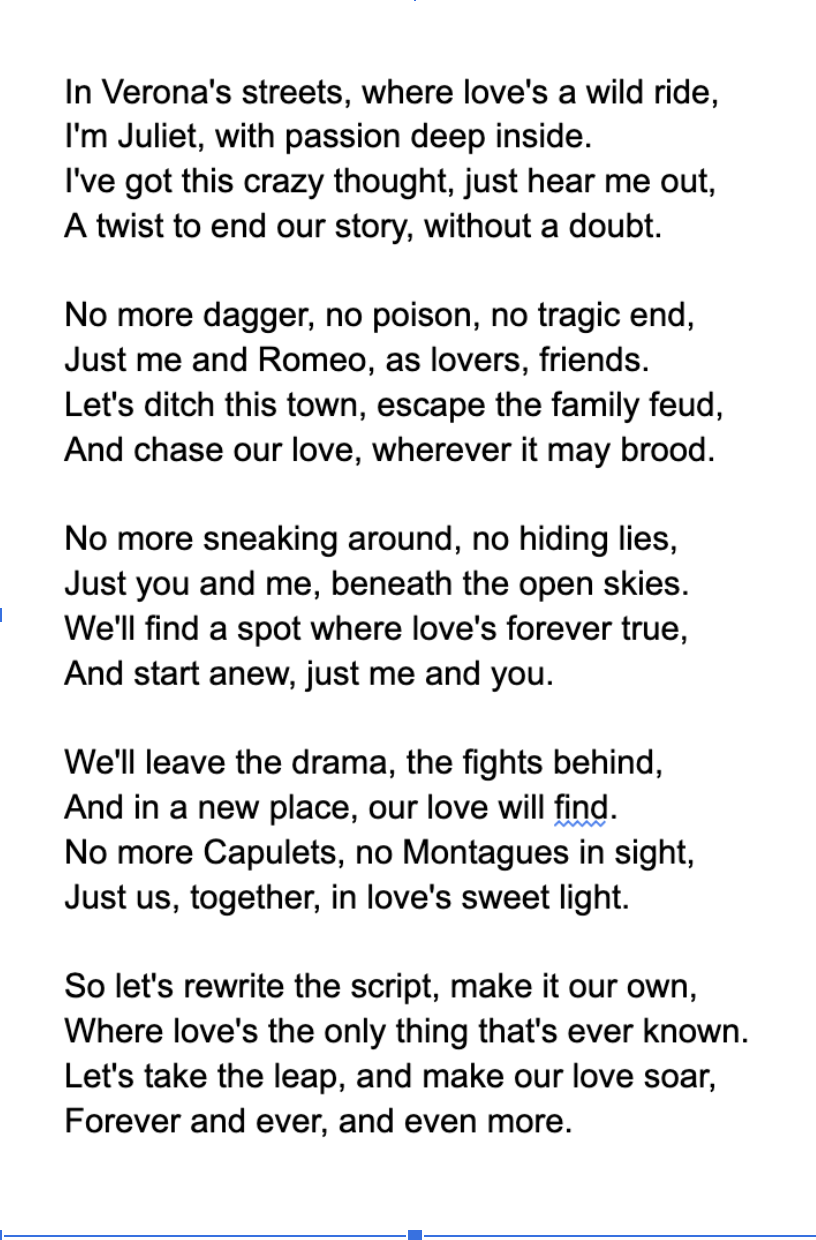 In Verona's streets, where love's a wild ride,
I'm Juliet, with passion deep inside.
I've got this crazy thought, just hear me out,
A twist to end our story, without a doubt.

No more dagger, no poison, no tragic end,
Just me and Romeo, as lovers, friends.
Let's ditch this town, escape the family feud,
And chase our love, wherever it may brood.

No more sneaking around, no hiding lies,
Just you and me, beneath the open skies.
We'll find a spot where love's forever true,
And start anew, just me and you.

We'll leave the drama, the fights behind,
And in a new place, our love will find.
No more Capulets, no Montagues in sight,
Just us, together, in love's sweet light.

So let's rewrite the script, make it our own,
Where love's the only thing that's ever known.
Let's take the leap, and make our love soar,
Forever and ever, and even more.